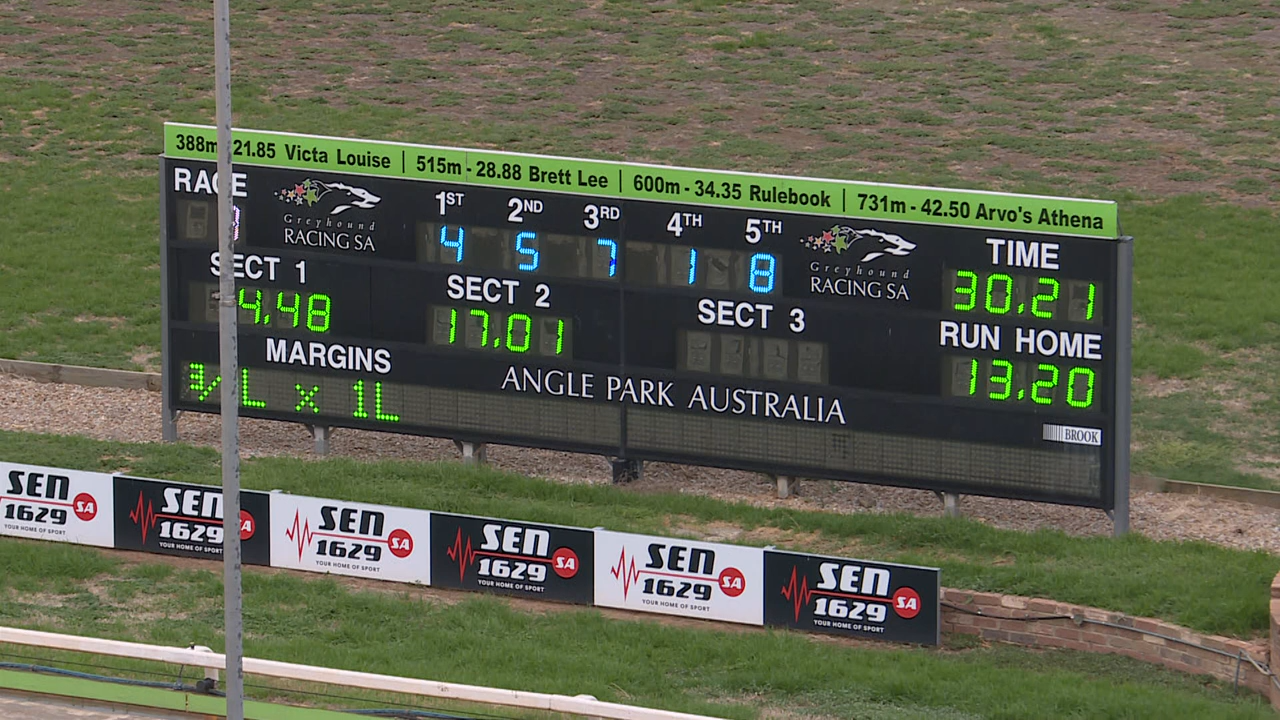 388m 21.85 Victa Louise | 515m - 28.88 Brett Lee | 600m - 34.35 Rulebook | 731m - 42.50 Arvo's Athena
RACE
Greyhound
RACING SA
1ST 2ND 3RD 4TH 5TH
4 5 7 1 8
Greyhound
RACING SA
TIME
30.21
SECT 1
4.48
SECT 2
17.01
SECT 3
RUN HOME
13.20
MARGINS
L x 1L
ANGLE PARK AUSTRALIA
BROOK
SEN
1629 SA
YOUR HOME OF SPORT
SEN
1629 SA
YOUR HOME OF SPORT
SEN
1629 SA
YOUR HOME OF SPORT
SEN
1629 SA
YOUR HOME OF SPORT
SEN
1629 SA
YOUR HOME OF SPORT
SEN
1629 SA
YOUR HOME OF SPORT